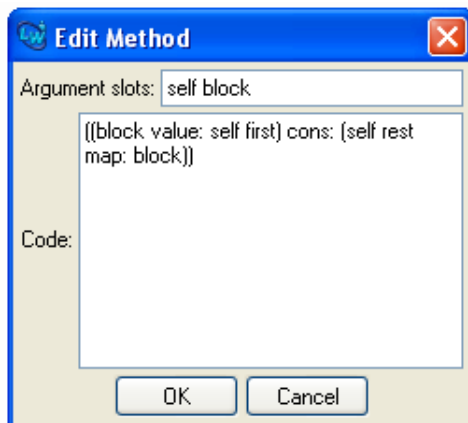 Edit Method
Argument slots: self block
((block value: self first) cons: (self rest
map: block))
Code:
OK Cancel